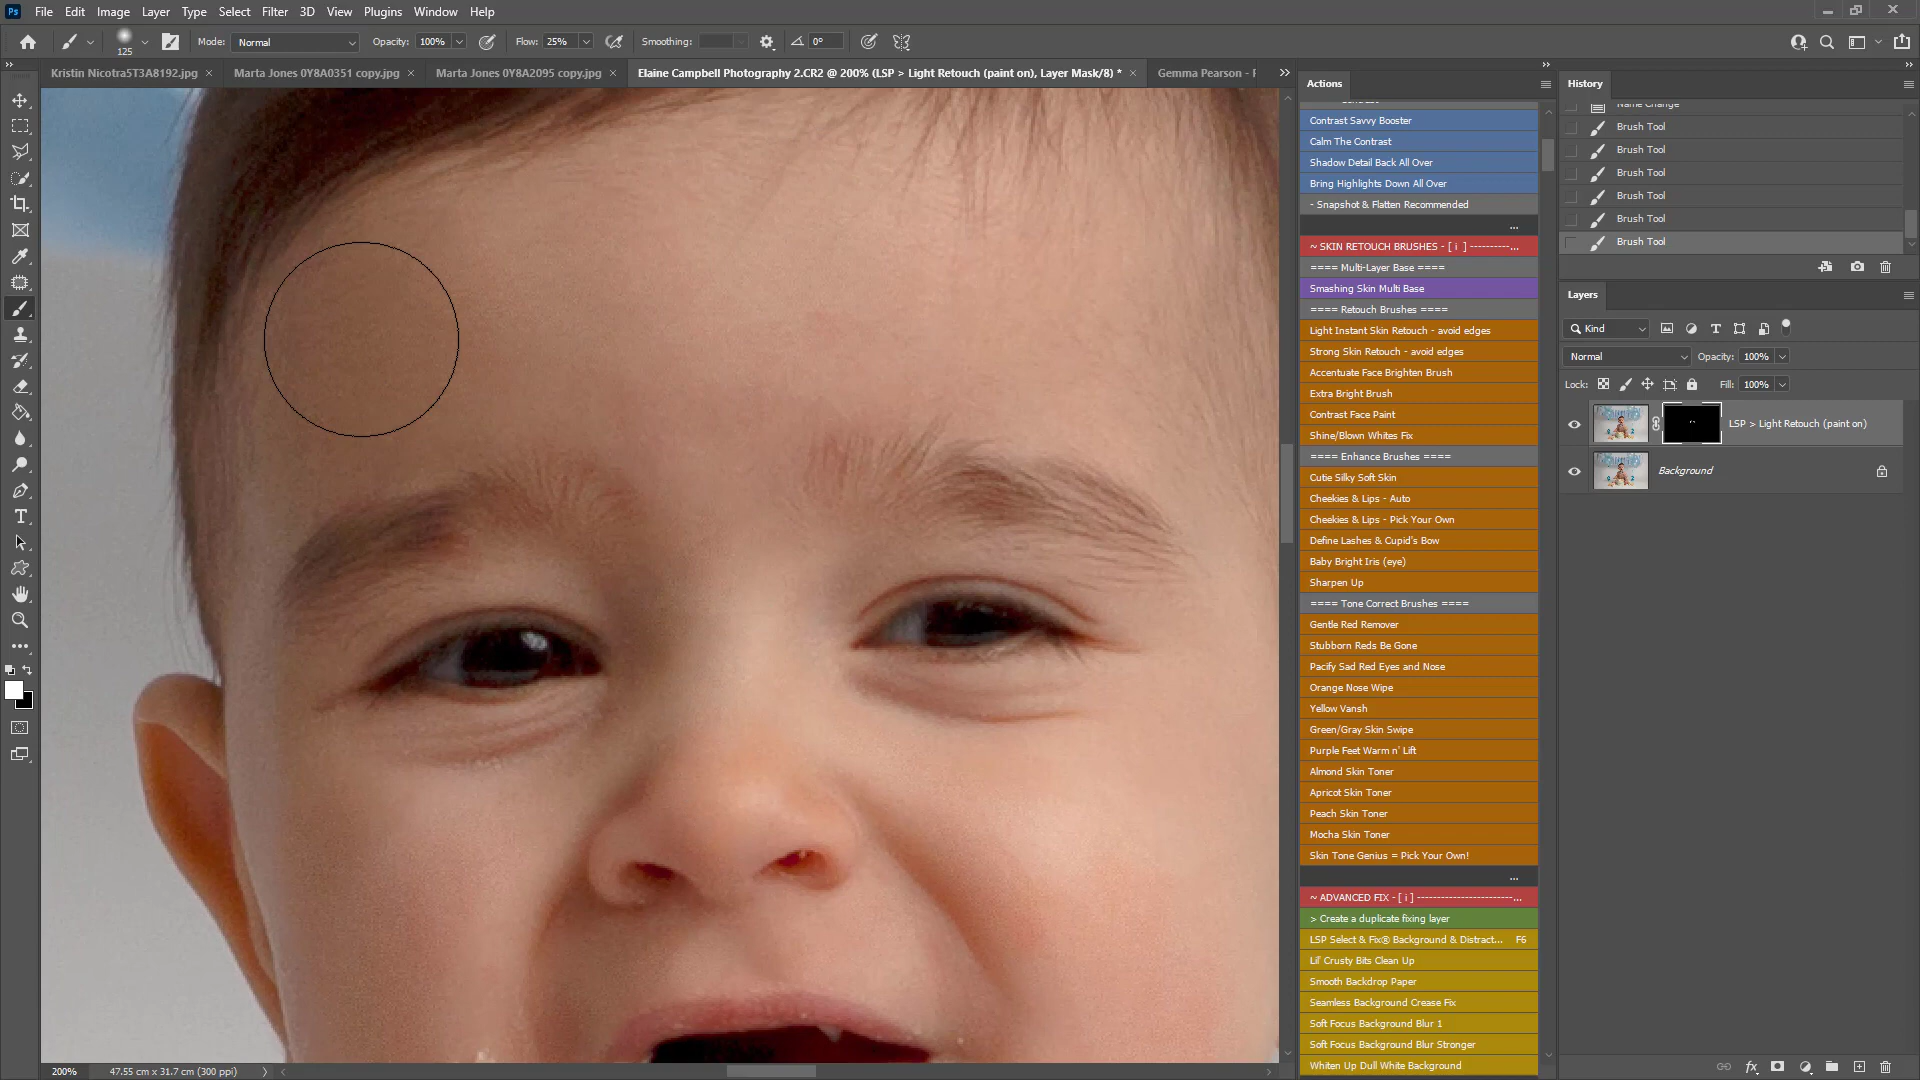 Ps File Edit Image Layer Type Select Filter 3D View Plugins Window Help
125 Mode: Normal Opacity: 100% Flow: 25% Smoothing: 0°
Kristin Nicotra5T3A8192.jpg × Marta Jones 0Y8A0351 copy.jpg × Marta Jones 0Y8A2095 copy.jpg × Elaine Campbell Photography 2.CR2 @ 200% (LSP > Light Retouch (paint on), Layer Mask/8) * × Gemma Pearson -
Actions
Contrast Savvy Booster
Calm The Contrast
Shadow Detail Back All Over
Bring Highlights Down All Over
- Snapshot & Flatten Recommended
...
~ SKIN RETOUCH BRUSHES - [ i ] ----------...
==== Multi-Layer Base ====
Smashing Skin Multi Base
==== Retouch Brushes ====
Light Instant Skin Retouch - avoid edges
Strong Skin Retouch - avoid edges
Accentuate Face Brighten Brush
Extra Bright Brush
Contrast Face Paint
Shine/Blown Whites Fix
==== Enhance Brushes ====
Cutie Silky Soft Skin
Cheekies & Lips - Auto
Cheekies & Lips - Pick Your Own
Define Lashes & Cupid's Bow
Baby Bright Iris (eye)
Sharpen Up
==== Tone Correct Brushes ====
Gentle Red Remover
Stubborn Reds Be Gone
Pacify Sad Red Eyes and Nose
Orange Nose Wipe
Yellow Vansh
Green/Gray Skin Swipe
Purple Feet Warm n' Lift
Almond Skin Toner
Apricot Skin Toner
Peach Skin Toner
Mocha Skin Toner
Skin Tone Genius = Pick Your Own!
...
~ ADVANCED FIX - [ i ] ------------------------...
> Create a duplicate fixing layer
LSP Select & Fix® Background & Distract... F6
Lil' Crusty Bits Clean Up
Smooth Backdrop Paper
Seamless Background Crease Fix
Soft Focus Background Blur 1
Soft Focus Background Blur Stronger
Whiten Up Dull White Background
History
Name Change
Brush Tool
Brush Tool
Brush Tool
Brush Tool
Brush Tool
Brush Tool
Layers
Kind
Normal Opacity: 100%
Lock: Fill: 100%
LSP > Light Retouch (paint on)
Background
200% 47.55 cm x 31.7 cm (300 ppi)